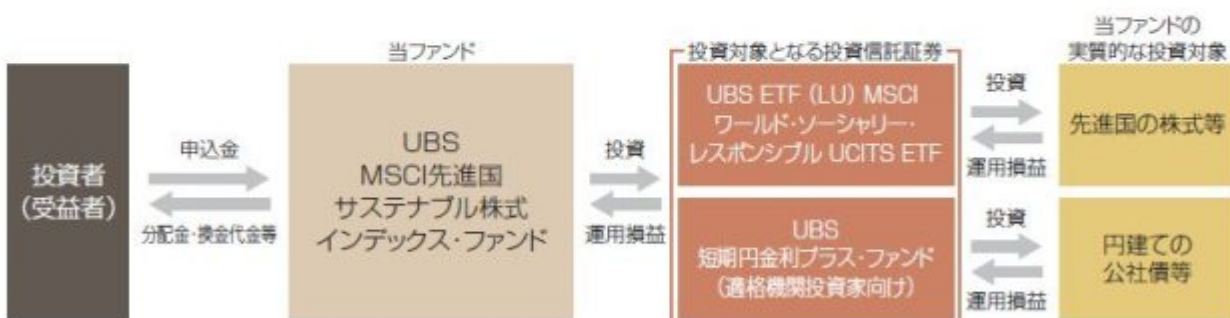 投資者
(受益者)
申込金
分配金・換金代金等
当ファンド
UBS
MSCI先進国
サステナブル株式
インデックス・ファンド
投資
運用損益
投資対象となる投資信託証券
UBS ETF (LU) MSCI
ワールド・ソーシャリー・
レスポンシブル UCITS ETF
UBS
短期円金利プラス・ファンド
(適格機関投資家向け)
投資
運用損益
投資
運用損益
当ファンドの
実質的な投資対象
先進国の株式等
円建ての
公社債等